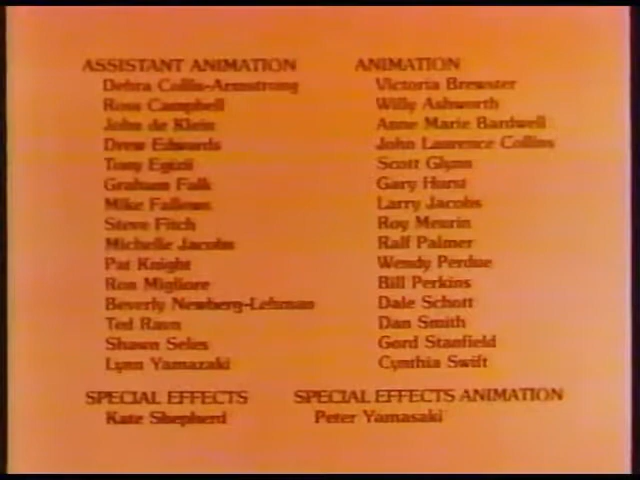 ASSISTANT ANIMATION
Debra Collin-Armstrong
Ross Campbell
John de Klein
Drew Edwards
Tony Egizii
Graham Falk
Mike Fallows
Steve Fitch
Michelle Jacobs
Pat Knight
Ron Migliore
Beverly Newberg-Lehman
Ted Ravn
Shawn Seles
Lynn Yamazaki
ANIMATION
Victoria Brewster
Willy Ashworth
Anne Marie Bardwell
John Laurence Collins
Scott Glynn
Gary Hurst
Larry Jacobs
Roy Meurin
Ralf Palmer
Wendy Perdue
Bill Perkins
Dale Schott
Dan Smith
Gord Stanfield
Cynthia Swift
SPECIAL EFFECTS
Kate Shepherd
SPECIAL EFFECTS ANIMATION
Peter Yamasaki